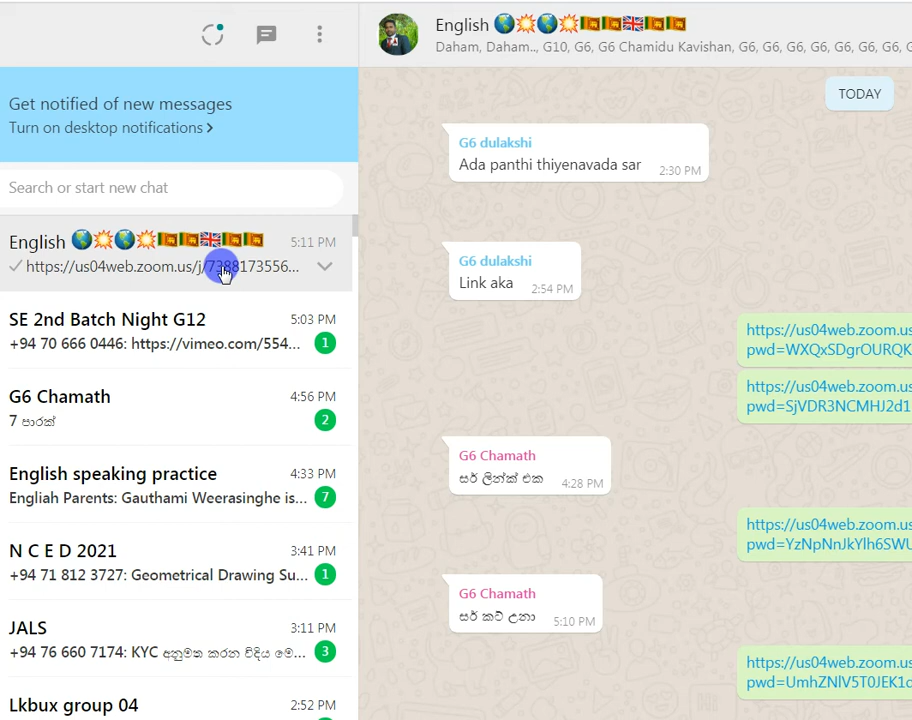 Get notified of new messages
Turn on desktop notifications >
Search or start new chat
English 🌎💥🌎💥🇱🇰🇱🇰🇬🇧🇱🇰🇱🇰 5:11 PM
https://us04web.zoom.us/j/7388173556...
SE 2nd Batch Night G12 5:03 PM
+94 70 666 0446: https://vimeo.com/554... 1
G6 Chamath 4:56 PM
7 පාරක් 2
English speaking practice 4:33 PM
Engliah Parents: Gauthami Weerasinghe is... 7
N C E D 2021 3:41 PM
+94 71 812 3727: Geometrical Drawing Su... 1
JALS 3:11 PM
+94 76 660 7174: KYC අනුමත කරන විදිය මෙ... 3
Lkbux group 04 2:52 PM
English 🌎💥🌎💥🇱🇰🇱🇰🇬🇧🇱🇰🇱🇰
Daham, Daham.., G10, G6, G6 Chamidu Kavishan, G6, G6, G6, G6, G6, G6, G6, G
TODAY
G6 dulakshi
Ada panthi thiyenavada sar 2:30 PM
G6 dulakshi
Link aka 2:54 PM
https://us04web.zoom.us
pwd=WXQxSDgrOURQK
https://us04web.zoom.us
pwd=SjVDR3NCMHJ2d1
G6 Chamath
සර් ලින්ක් එක 4:28 PM
https://us04web.zoom.us
pwd=YzNpNnJkYlh6SWU
G6 Chamath
සර් කට් උනා 5:10 PM
https://us04web.zoom.us
pwd=UmhZNlV5T0JEK1c